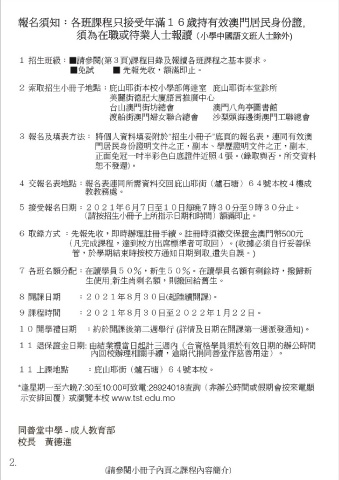 報名須知：各班課程只接受年滿１６歲持有效澳門居民身份證，
須為在職或待業人士報讀（小學中國語文班人士除外）
１ 招生班級：■請參閱(第３頁)課程目錄及報讀各班課程之基本要求。
■免試 ■ 先報先收，額滿即止。
２ 索取招生小冊子地點：庇山耶街本校小學部傳達室 庇山耶街本堂診所
美麗街德記大廈語言推廣中心
台山澳門街坊總會 澳門八角亭圖書館
渡船街澳門婦女聯合總會 沙梨頭海邊街澳門工聯總會
３ 報名及填表方法： 將個人資料填妥附於"招生小冊子"底頁的報名表，連同有效澳
門居民身份證明文件之正，副本、學歷證明文件之正，副本，
正面免冠一吋半彩色白底證件近照４張，(錄取與否，所交資料
恕不發還)。
４ 交報名表地點：報名表連同所需資料交回庇山耶街（爐石塘）６４號本校４樓成
教教務處。
５ 接受報名日期：２０２１年６月７日至１０日每晚７時３０分至９時３０分止。
(請按招生小冊子上所指示日期和時間）額滿即止。
６ 取錄方式 ：先報先收，即時辦理註冊手續。註冊時須繳交保證金澳門幣500元
（凡完成課程，達到校方出席標準者可取回）。(收據必須自行妥善保
管，於學期結束時按校方通知日期到取，遺失自誤。)
７ 各班名額分配：在讀學員５０％，新生５０％。在讀學員名額有剩餘時，撥歸新
生使用，新生尚剩名額，則撥回給舊生。
８ 開課日期 ：２０２１年８月３０日(起陸續開課)。
９ 課程時間 ：２０２１年８月３０日至２０２２年１月２２日。
１０ 開學禮日期 ：約於開課後第二週舉行 (詳情及日期在開課第一週派發通知)。
１１ 退保證金日期：由結業禮當日起計三週內（合資格學員須於有效日期的辦公時間
內回校辦理相關手續，逾期代捐同善堂作慈善用途）。
１１ 上課地點 ：庇山耶街（爐石塘）６４號本校。
*逢星期一至六晚7:30至10:00可致電:28924018查詢（非辦公時間或假期會按來電顯
示安排回覆）或瀏覽本校 www.tst.edu.mo
同善堂中學 - 成人教育部
校長 黃德進
2.
(請參閱小冊子內頁之課程內容簡介)